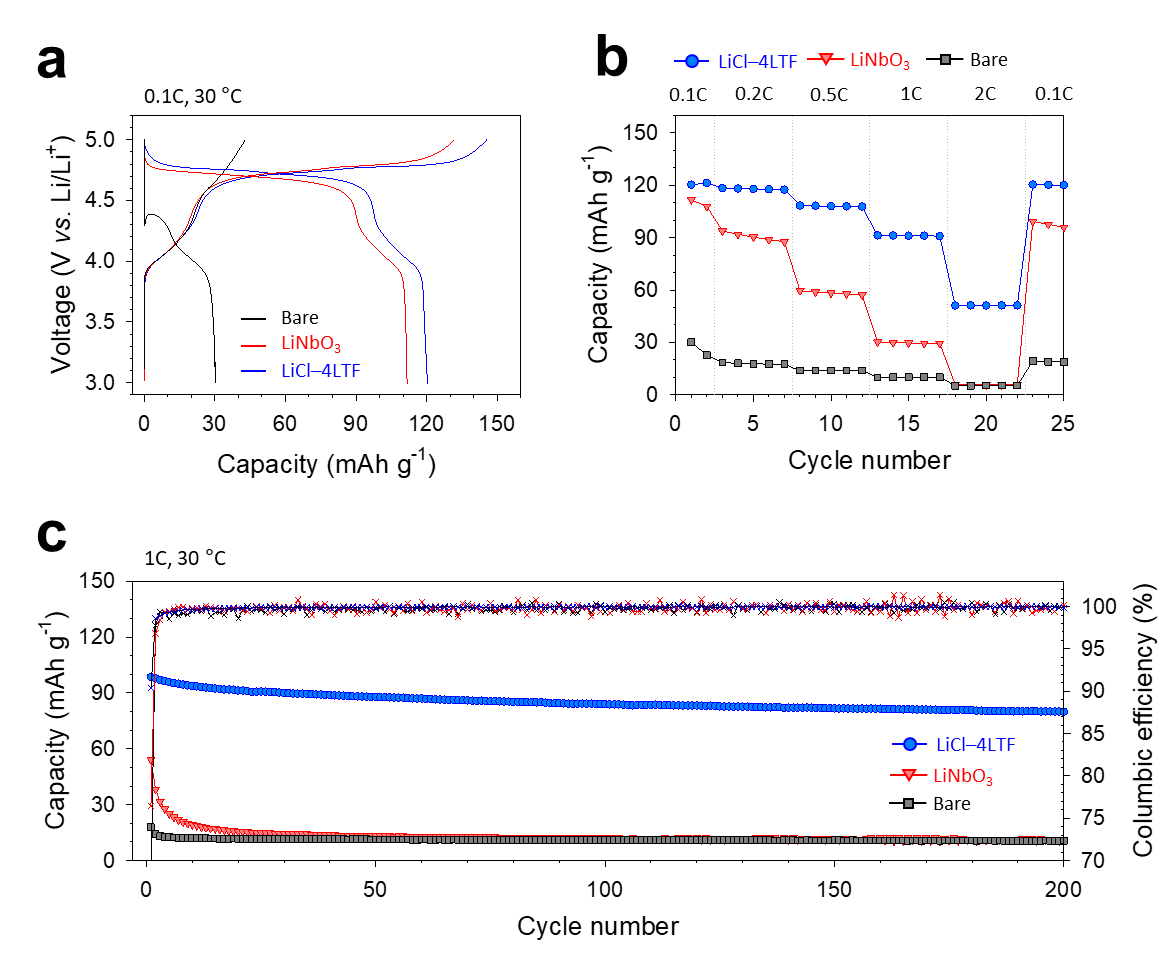 a
0.1C, 30 °C
Voltage (V vs. Li/Li⁺)
5.0
4.5
4.0
3.5
3.0
Bare
LiNbO₃
LiCl–4LTF
0 30 60 90 120 150
Capacity (mAh g⁻¹)
b
LiCl–4LTF LiNbO₃ Bare
0.1C 0.2C 0.5C 1C 2C 0.1C
Capacity (mAh g⁻¹)
150
120
90
60
30
0
0 5 10 15 20 25
Cycle number
c
1C, 30 °C
Capacity (mAh g⁻¹)
150
120
90
60
30
0
LiCl–4LTF
LiNbO₃
Bare
100
95
90
85
80
75
70
Columbic efficiency (%)
0 50 100 150 200
Cycle number